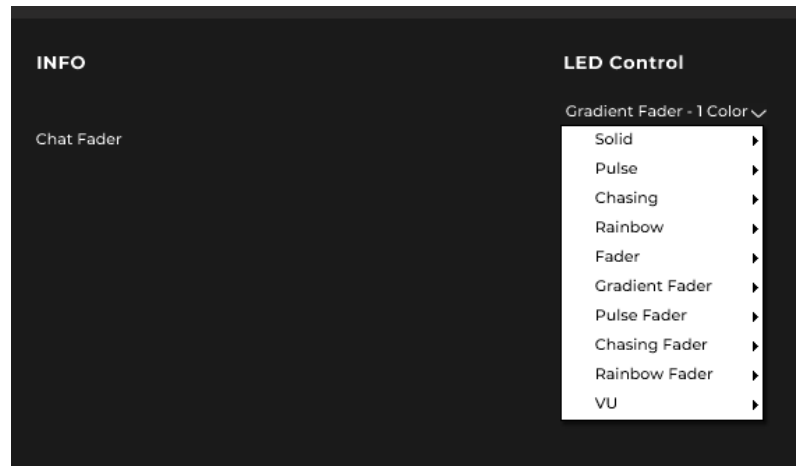 INFO
LED Control
Gradient Fader - 1 Color
Chat Fader
Solid
Pulse
Chasing
Rainbow
Fader
Gradient Fader
Pulse Fader
Chasing Fader
Rainbow Fader
VU